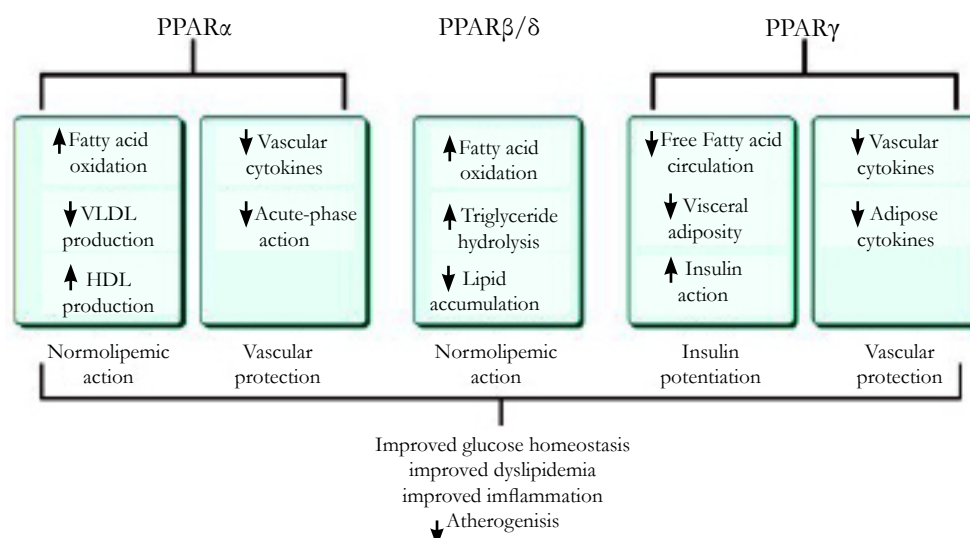 PPARα
PPARβ/δ
PPARγ
↑ Fatty acid
oxidation
↓ VLDL
production
↑ HDL
production
↓ Vascular
cytokines
↓ Acute-phase
action
↑ Fatty acid
oxidation
↑ Triglyceride
hydrolysis
↓ Lipid
accumulation
↓ Free Fatty acid
circulation
↓ Visceral
adiposity
↑ Insulin
action
↓ Vascular
cytokines
↓ Adipose
cytokines
Normolipemic
action
Vascular
protection
Normolipemic
action
Insulin
potentiation
Vascular
protection
Improved glucose homeostasis
improved dyslipidemia
improved imflammation
↓ Atherogenisis